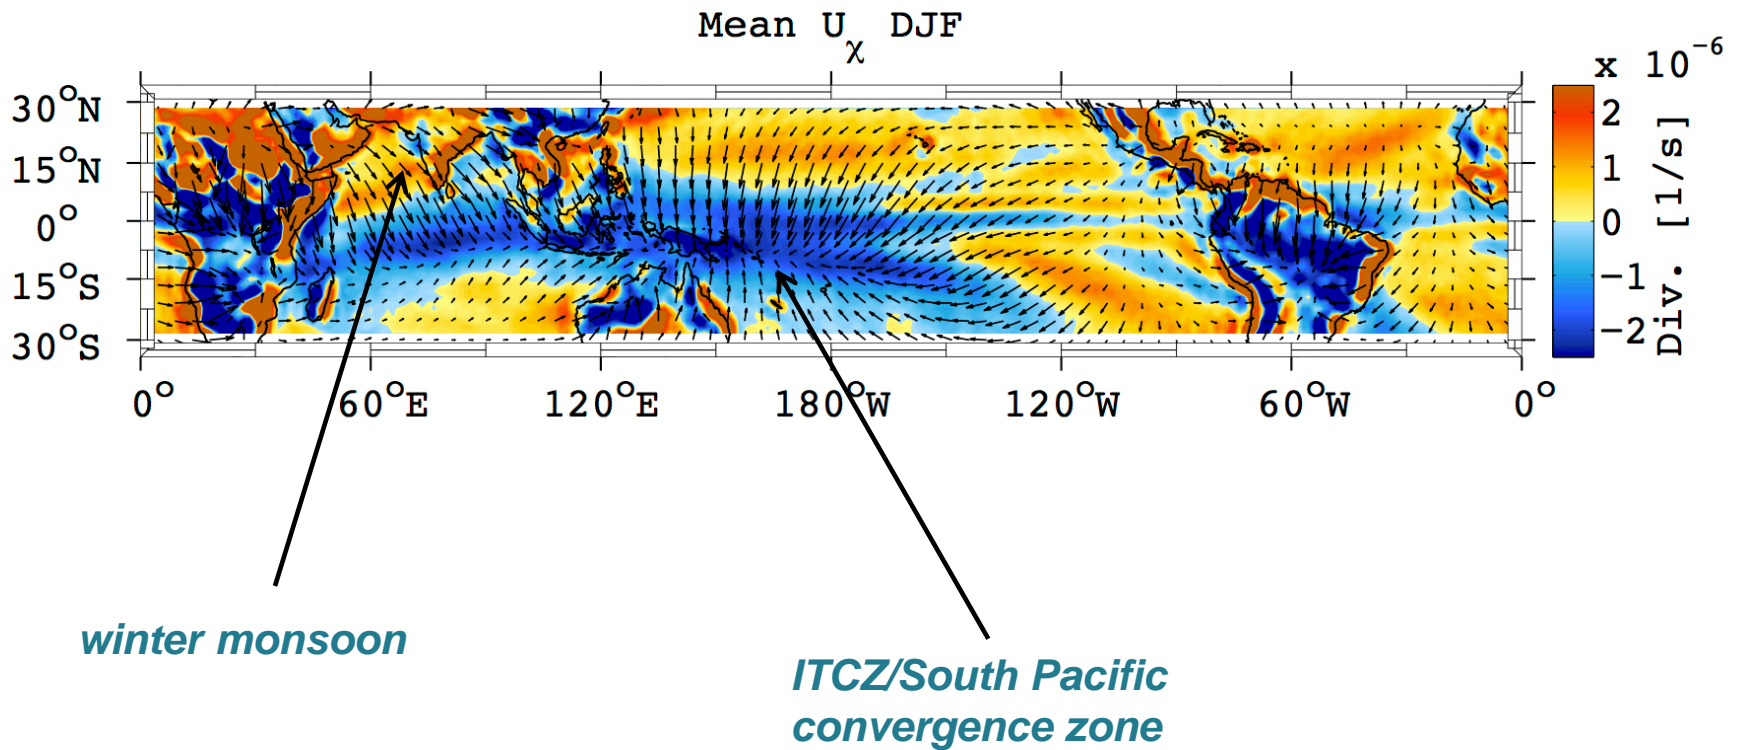 Mean Uχ DJF
x 10−6
30°N
15°N
0°
15°S
30°S
2
1
0
−1
−2
Div. [1/s]
0° 60°E 120°E 180°W 120°W 60°W 0°
winter monsoon
ITCZ/South Pacific
convergence zone